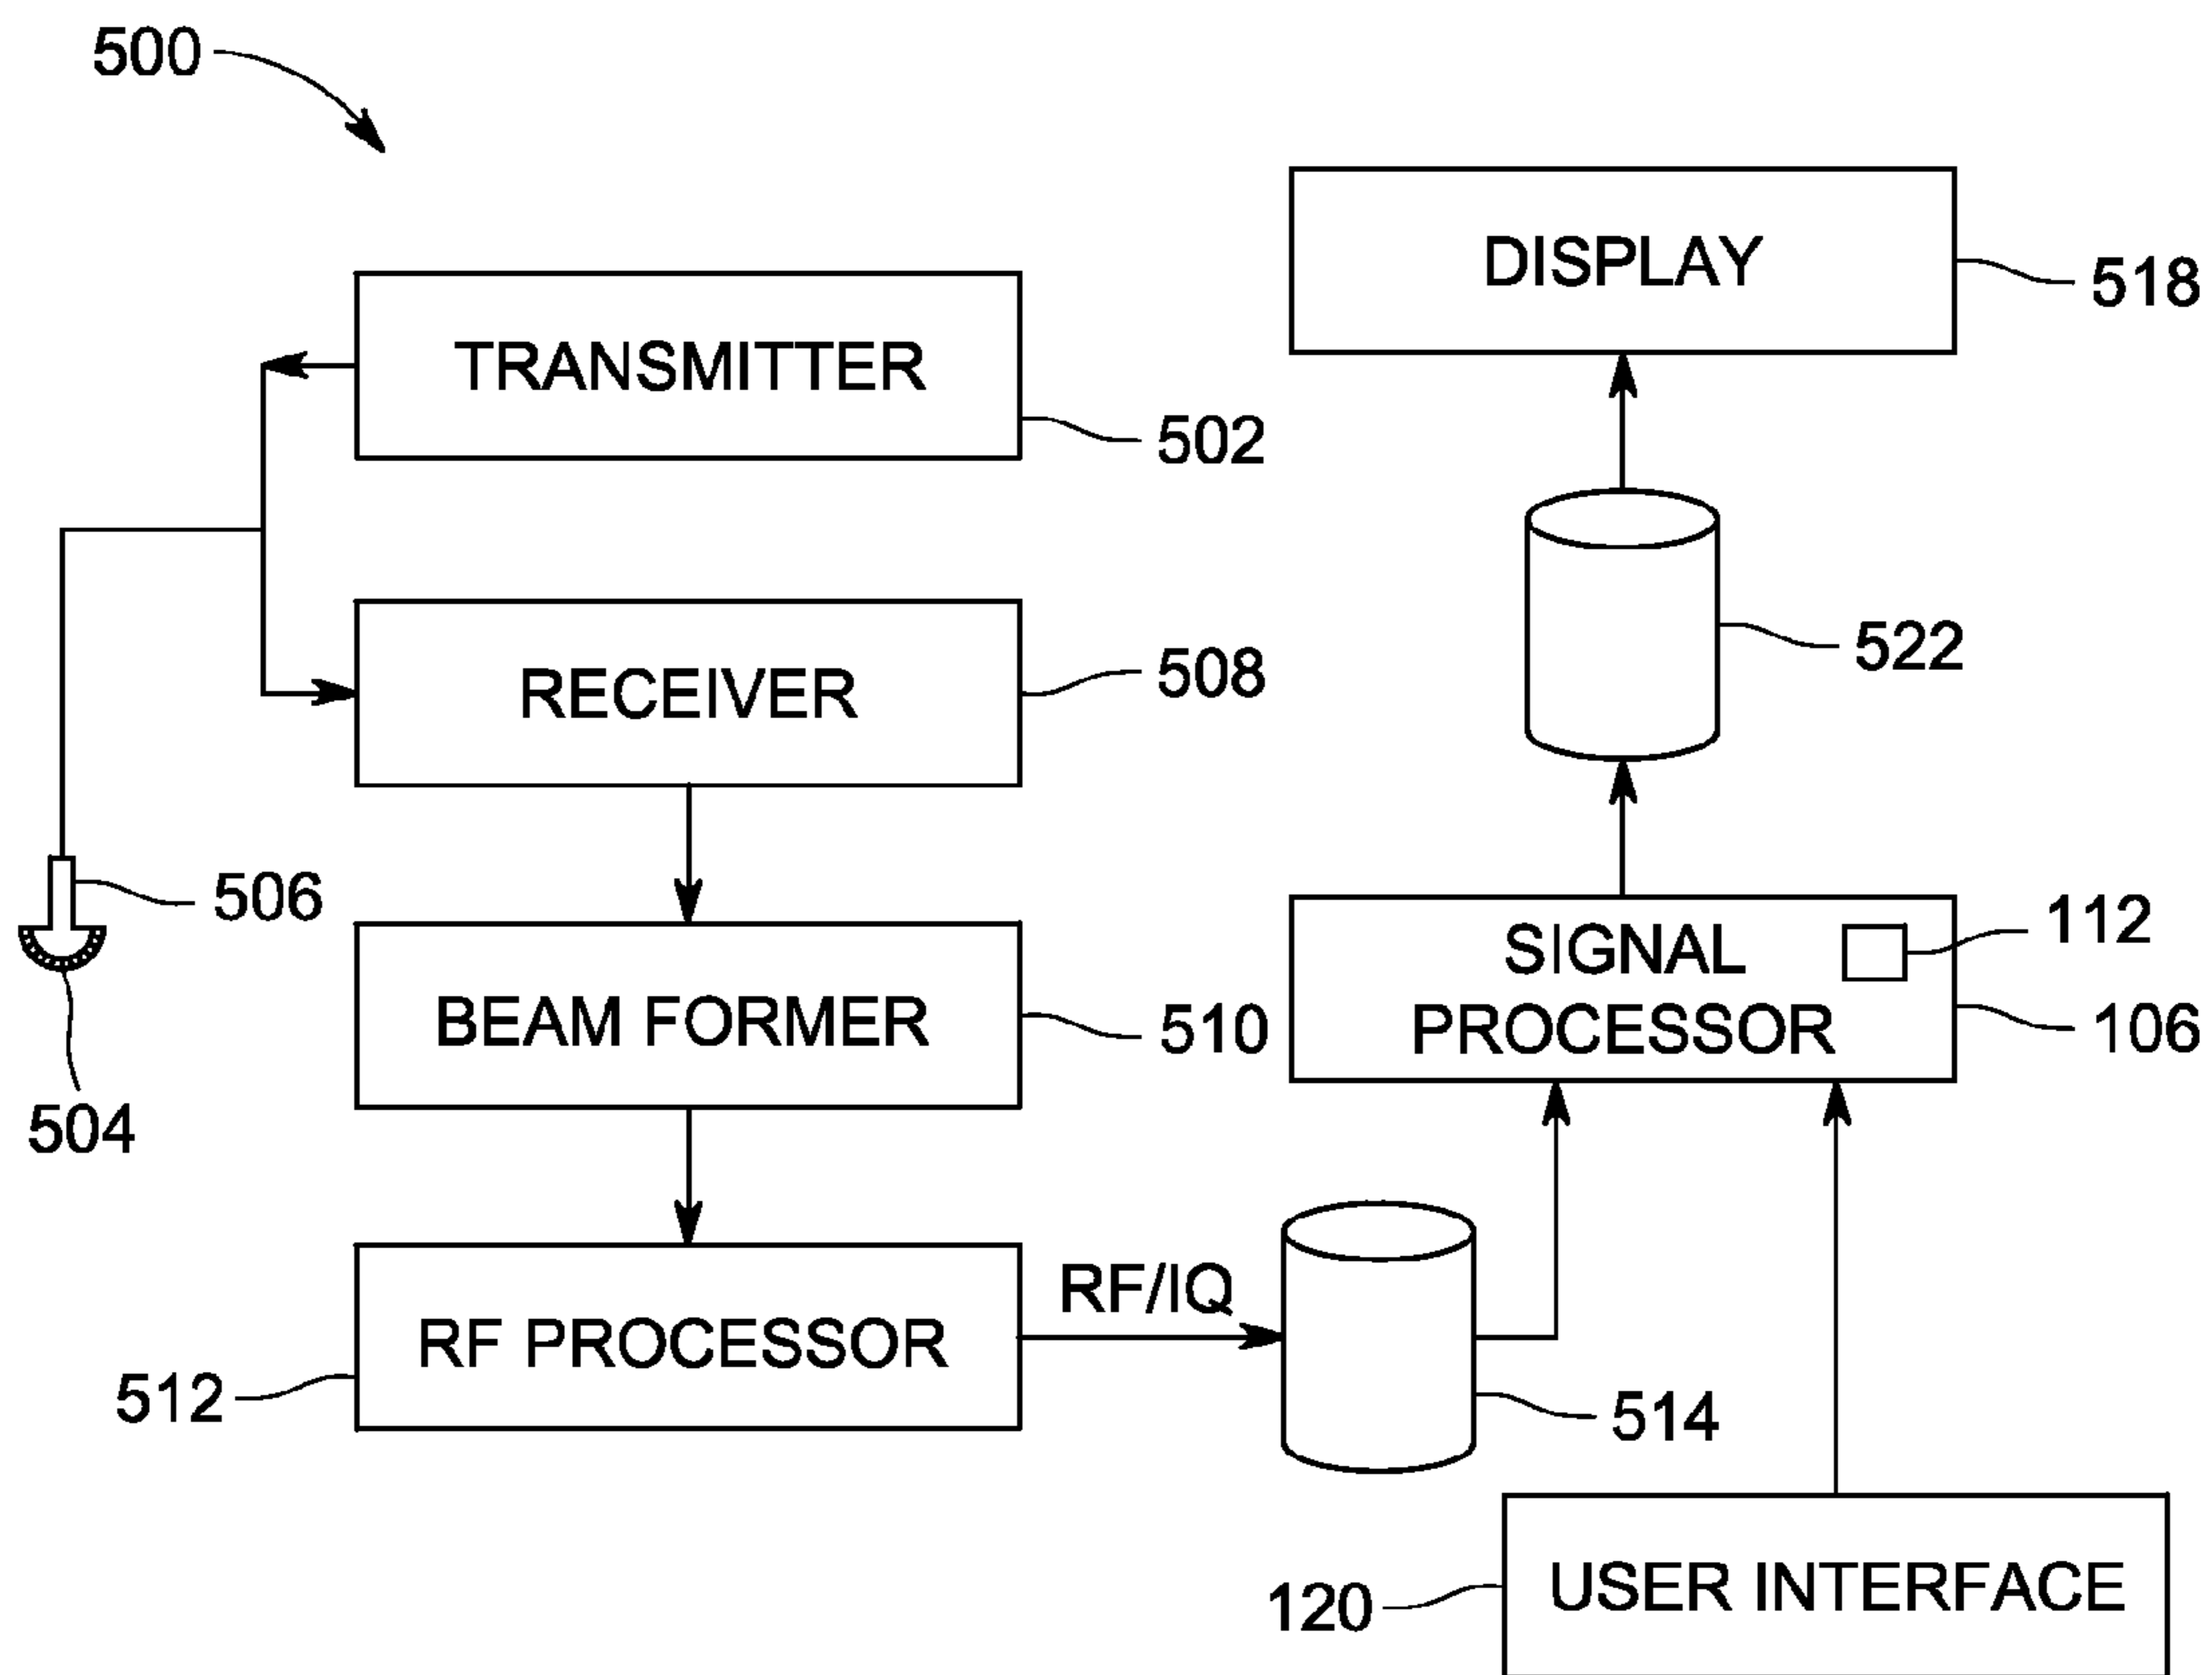 500
DISPLAY
518
TRANSMITTER
502
RECEIVER
508
522
506
504
BEAM FORMER
510
SIGNAL
PROCESSOR
112
106
RF PROCESSOR
512
RF/IQ
514
USER INTERFACE
120